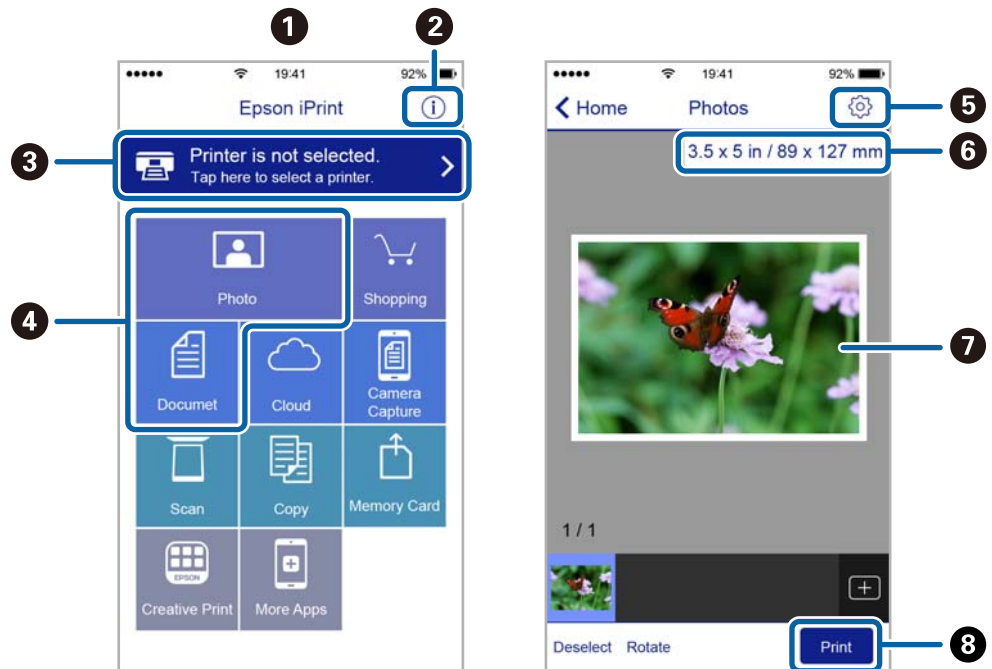 1
2
19:41
92%
Epson iPrint
3
Printer is not selected.
Tap here to select a printer.
4
Photo
Shopping
Documet
Cloud
Camera
Capture
Scan
Copy
Memory Card
EPSON
Creative Print
More Apps
19:41
92%
Home
Photos
5
3.5 x 5 in / 89 x 127 mm
6
7
1 / 1
Deselect
Rotate
Print
8